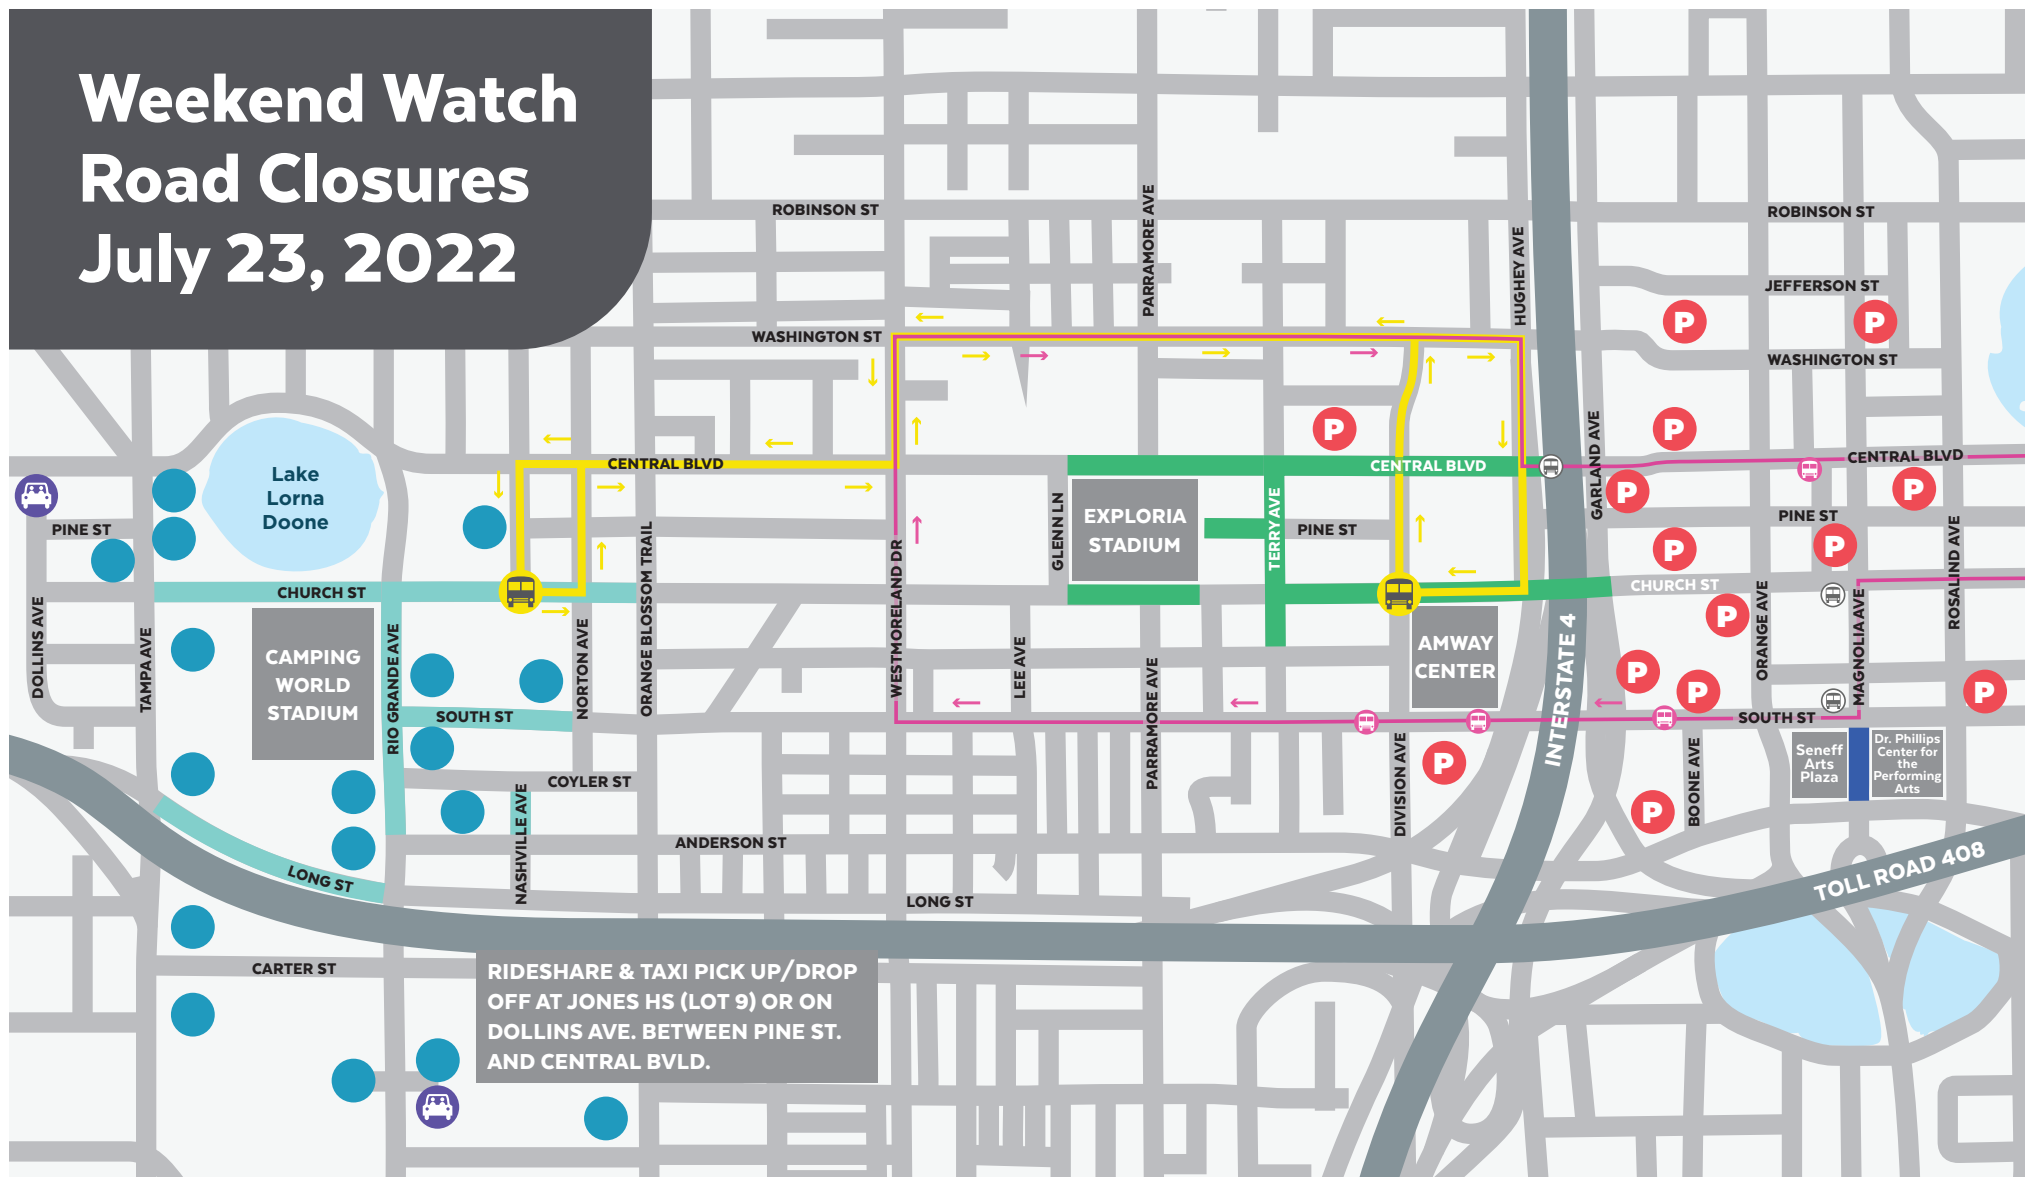 Weekend Watch
Road Closures
July 23, 2022
ROBINSON ST
PARRAMORE AVE
ROBINSON ST
HUGHEY AVE
JEFFERSON ST
P
P
WASHINGTON ST
WASHINGTON ST
P
P
GARLAND AVE
CENTRAL BLVD
CENTRAL BLVD
CENTRAL BLVD
Lake
Lorna
Doone
P
P
GLENN LN
EXPLORIA
STADIUM
TERRY AVE
PINE ST
PINE ST
PINE ST
P
P
ORANGE BLOSSOM TRAIL
WESTMORELAND DR
ROSALIND AVE
CHURCH ST
CHURCH ST
DOLLINS AVE
TAMPA AVE
CAMPING
WORLD
STADIUM
RIO GRANDE AVE
NORTON AVE
LEE AVE
PARRAMORE AVE
AMWAY
CENTER
INTERSTATE 4
P
ORANGE AVE
MAGNOLIA AVE
P
P
P
SOUTH ST
SOUTH ST
COYLER ST
DIVISION AVE
P
BOONE AVE
P
Seneff
Arts
Plaza
Dr. Phillips
Center for
the
Performing
Arts
NASHVILLE AVE
ANDERSON ST
LONG ST
LONG ST
TOLL ROAD 408
CARTER ST
RIDESHARE & TAXI PICK UP/DROP
OFF AT JONES HS (LOT 9) OR ON
DOLLINS AVE. BETWEEN PINE ST.
AND CENTRAL BVLD.